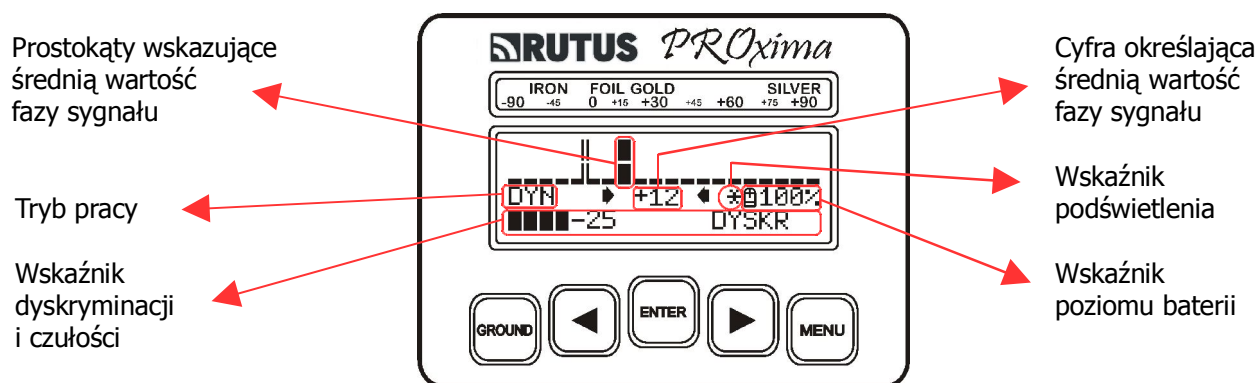 Prostokąty wskazujące
średnią wartość
fazy sygnału
Tryb pracy
Wskaźnik
dyskryminacji
i czułości
RUTUS PROxima
IRON FOIL GOLD SILVER
-90 -45 0 +15 +30 +45 +60 +75 +90
DYN +12 *100%
-25 DYSKR
GROUND ENTER MENU
Cyfra określająca
średnią wartość
fazy sygnału
Wskaźnik
podświetlenia
Wskaźnik
poziomu baterii